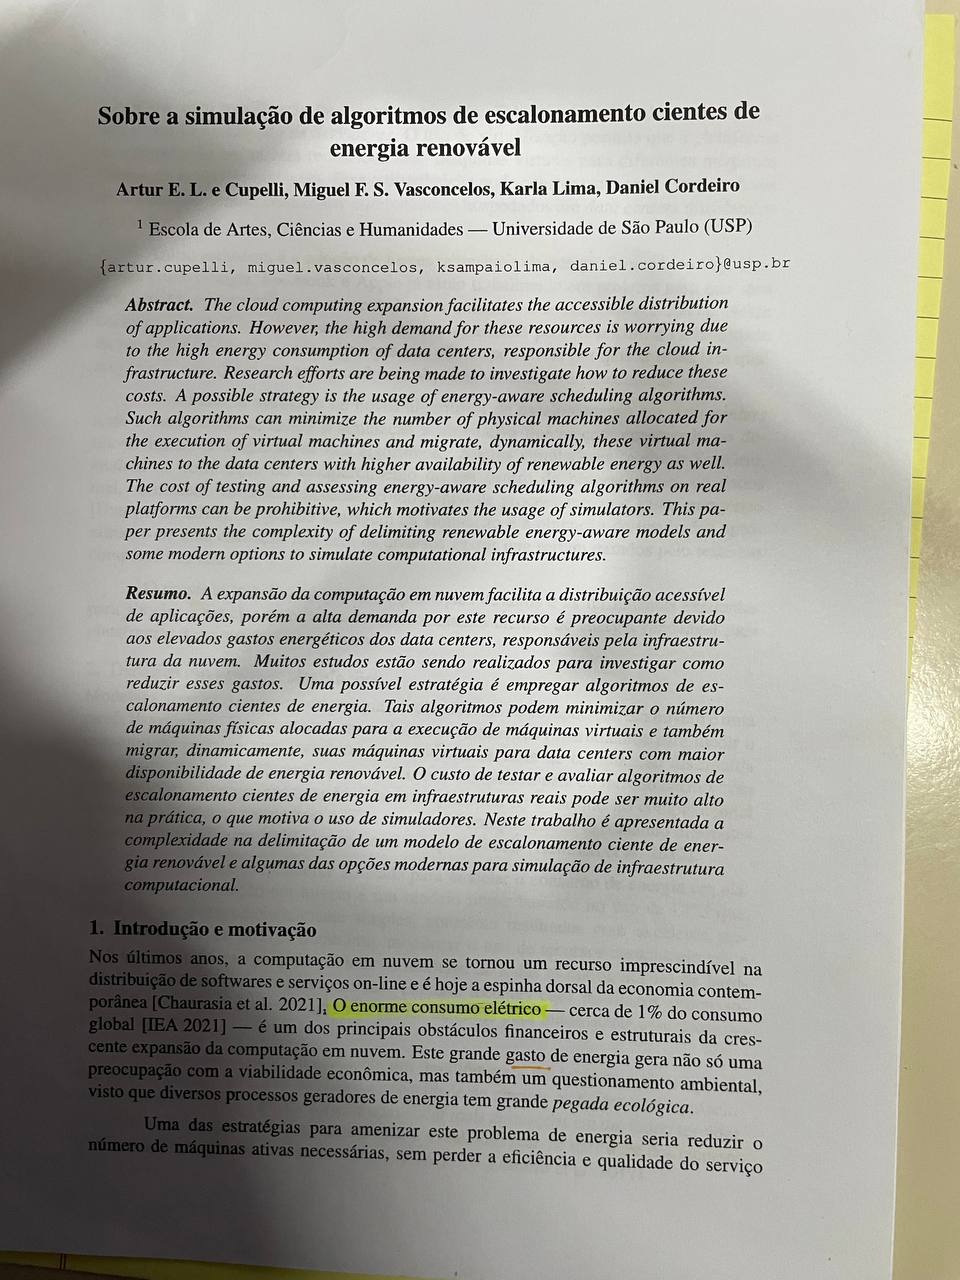 Sobre a simulação de algoritmos de escalonamento cientes de
energia renovável
Artur E. L. e Cupelli, Miguel F. S. Vasconcelos, Karla Lima, Daniel Cordeiro
1 Escola de Artes, Ciências e Humanidades — Universidade de São Paulo (USP)
{artur.cupelli, miguel.vasconcelos, ksampaiolima, daniel.cordeiro}@usp.br
Abstract. The cloud computing expansion facilitates the accessible distribution
of applications. However, the high demand for these resources is worrying due
to the high energy consumption of data centers, responsible for the cloud in-
frastructure. Research efforts are being made to investigate how to reduce these
costs. A possible strategy is the usage of energy-aware scheduling algorithms.
Such algorithms can minimize the number of physical machines allocated for
the execution of virtual machines and migrate, dynamically, these virtual ma-
chines to the data centers with higher availability of renewable energy as well.
The cost of testing and assessing energy-aware scheduling algorithms on real
platforms can be prohibitive, which motivates the usage of simulators. This pa-
per presents the complexity of delimiting renewable energy-aware models and
some modern options to simulate computational infrastructures.
Resumo. A expansão da computação em nuvem facilita a distribuição acessível
de aplicações, porém a alta demanda por este recurso é preocupante devido
aos elevados gastos energéticos dos data centers, responsáveis pela infraestru-
tura da nuvem. Muitos estudos estão sendo realizados para investigar como
reduzir esses gastos. Uma possível estratégia é empregar algoritmos de es-
calonamento cientes de energia. Tais algoritmos podem minimizar o número
de máquinas físicas alocadas para a execução de máquinas virtuais e também
migrar, dinamicamente, suas máquinas virtuais para data centers com maior
disponibilidade de energia renovável. O custo de testar e avaliar algoritmos de
escalonamento cientes de energia em infraestruturas reais pode ser muito alto
na prática, o que motiva o uso de simuladores. Neste trabalho é apresentada a
complexidade na delimitação de um modelo de escalonamento ciente de ener-
gia renovável e algumas das opções modernas para simulação de infraestrutura
computacional.
1. Introdução e motivação
Nos últimos anos, a computação em nuvem se tornou um recurso imprescindível na
distribuição de softwares e serviços on-line e é hoje a espinha dorsal da economia contem-
porânea [Chaurasia et al. 2021]. O enorme consumo elétrico — cerca de 1% do consumo
global [IEA 2021] — é um dos principais obstáculos financeiros e estruturais da cres-
cente expansão da computação em nuvem. Este grande gasto de energia gera não só uma
preocupação com a viabilidade econômica, mas também um questionamento ambiental,
visto que diversos processos geradores de energia tem grande pegada ecológica.
Uma das estratégias para amenizar este problema de energia seria reduzir o
número de máquinas ativas necessárias, sem perder a eficiência e qualidade do serviço